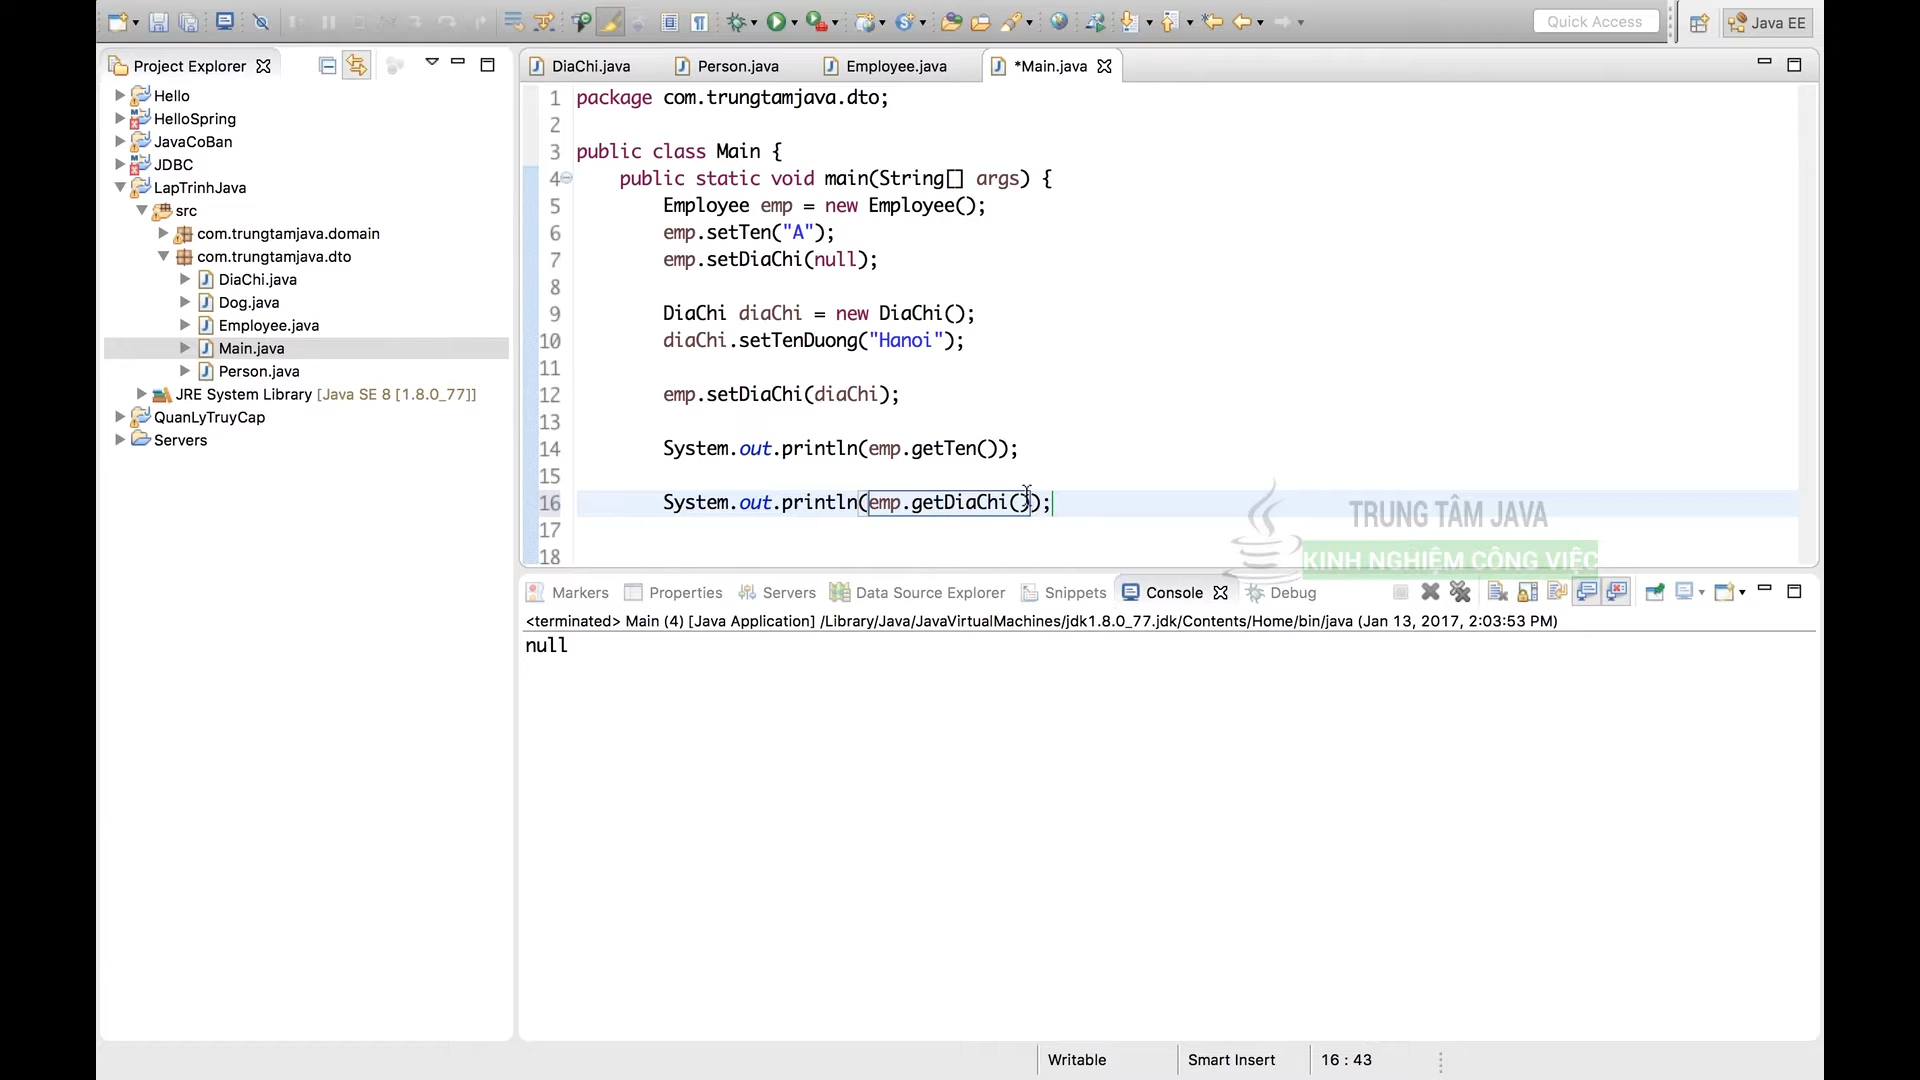 Quick Access
Java EE
Project Explorer
Hello
HelloSpring
JavaCoBan
JDBC
LapTrinhJava
src
com.trungtamjava.domain
com.trungtamjava.dto
DiaChi.java
Dog.java
Employee.java
Main.java
Person.java
JRE System Library [Java SE 8 [1.8.0_77]]
QuanLyTruyCap
Servers
DiaChi.java Person.java Employee.java *Main.java
1 package com.trungtamjava.dto;
2
3 public class Main {
4 public static void main(String[] args) {
5 Employee emp = new Employee();
6 emp.setTen("A");
7 emp.setDiaChi(null);
8
9 DiaChi diaChi = new DiaChi();
10 diaChi.setTenDuong("Hanoi");
11
12 emp.setDiaChi(diaChi);
13
14 System.out.println(emp.getTen());
15
16 System.out.println(emp.getDiaChi());
17
18
TRUNG TÂM JAVA
KINH NGHIỆM CÔNG VIỆC
Markers Properties Servers Data Source Explorer Snippets Console Debug
<terminated> Main (4) [Java Application] /Library/Java/JavaVirtualMachines/jdk1.8.0_77.jdk/Contents/Home/bin/java (Jan 13, 2017, 2:03:53 PM)
null
Writable Smart Insert 16 : 43